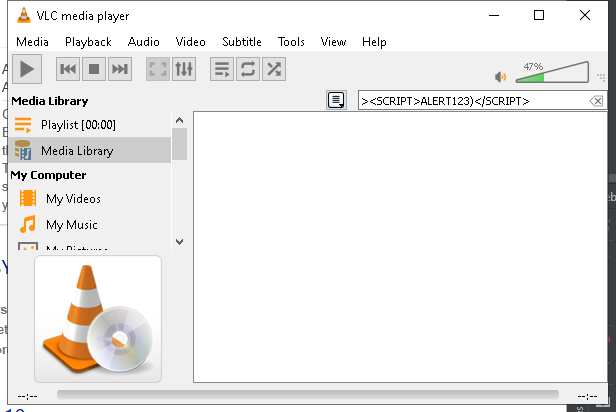 VLC media player
Media Playback Audio Video Subtitle Tools View Help
47%
Media Library
><SCRIPT>ALERT123)</SCRIPT>
Playlist [00:00]
Media Library
My Computer
My Videos
My Music
My Pictures
--:--
--:--